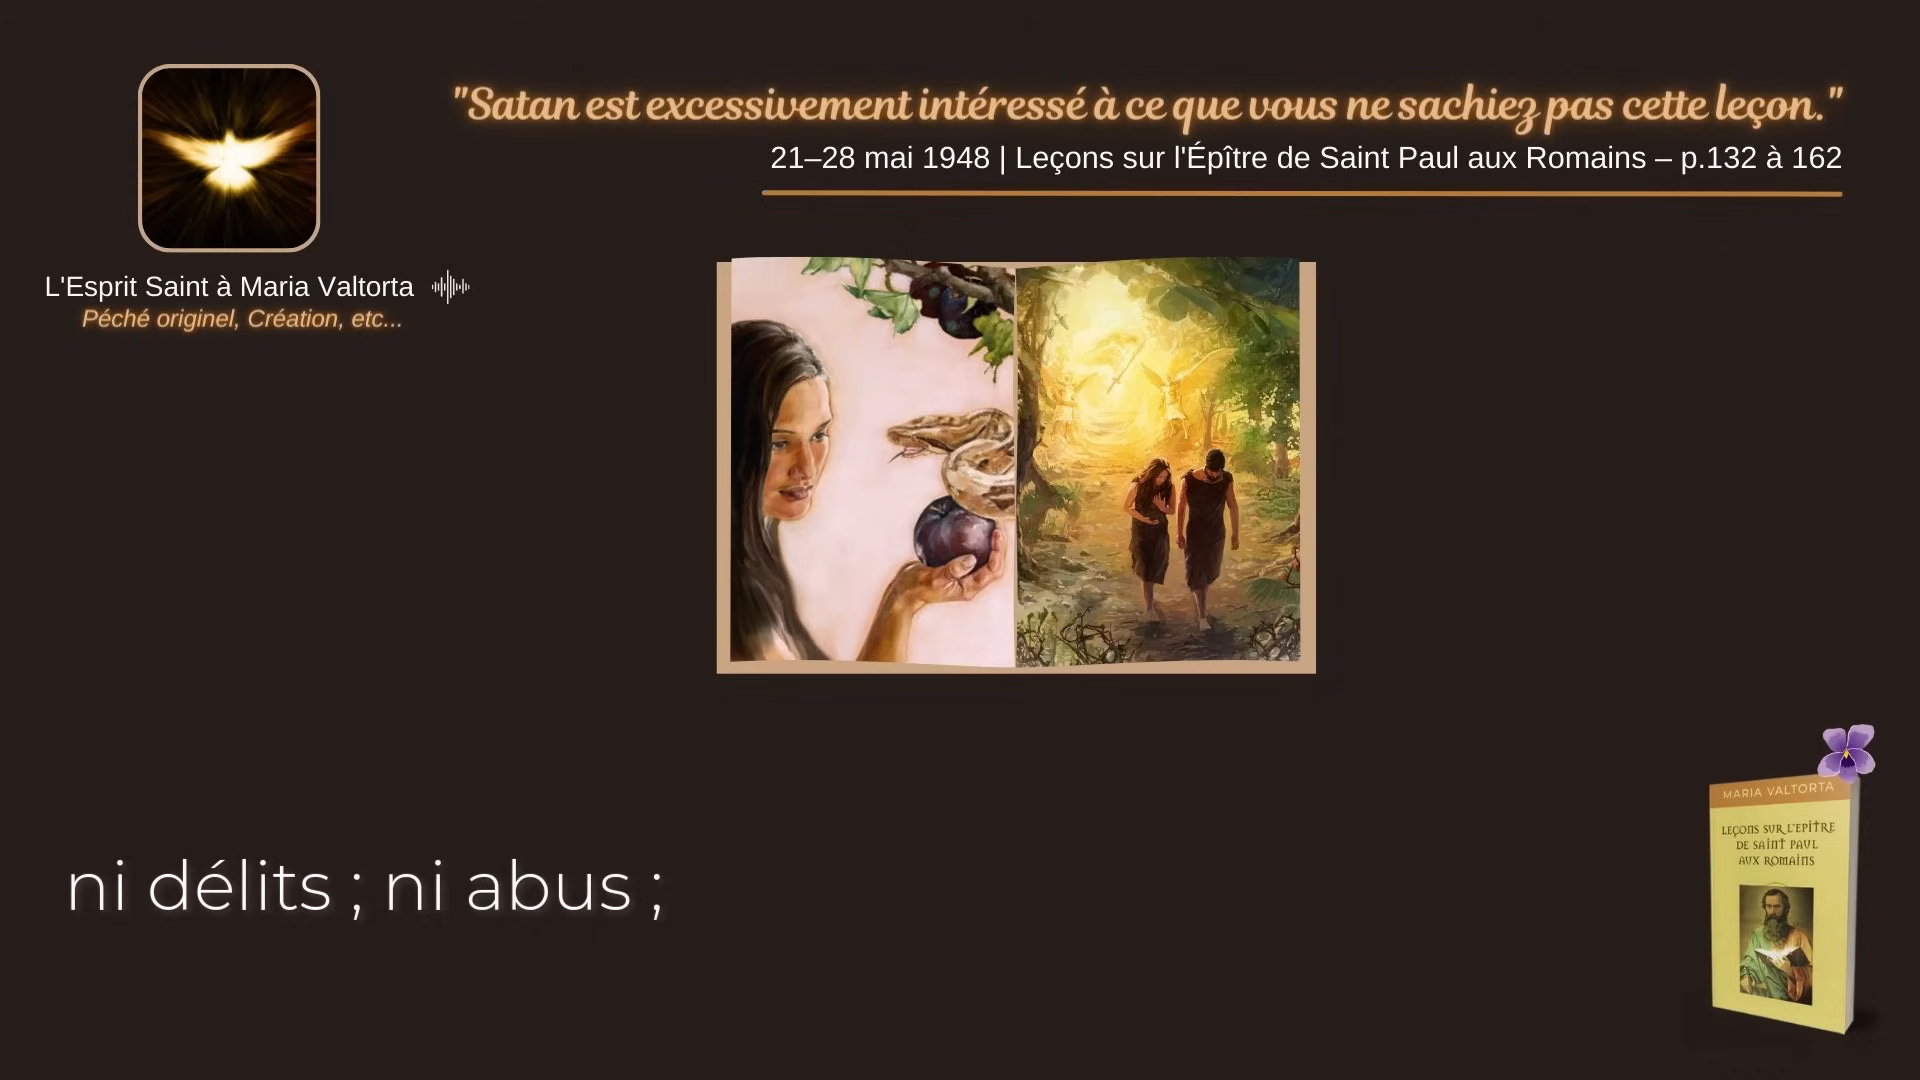 "Satan est excessivement intéressé à ce que vous ne sachiez pas cette leçon."
21–28 mai 1948 | Leçons sur l'Épître de Saint Paul aux Romains – p.132 à 162
L'Esprit Saint à Maria Valtorta
Péché originel, Création, etc...
ni délits ; ni abus ;
MARIA VALTORTA
LEÇONS SUR L'EPÎTRE
DE SAINT PAUL
AUX ROMAINS